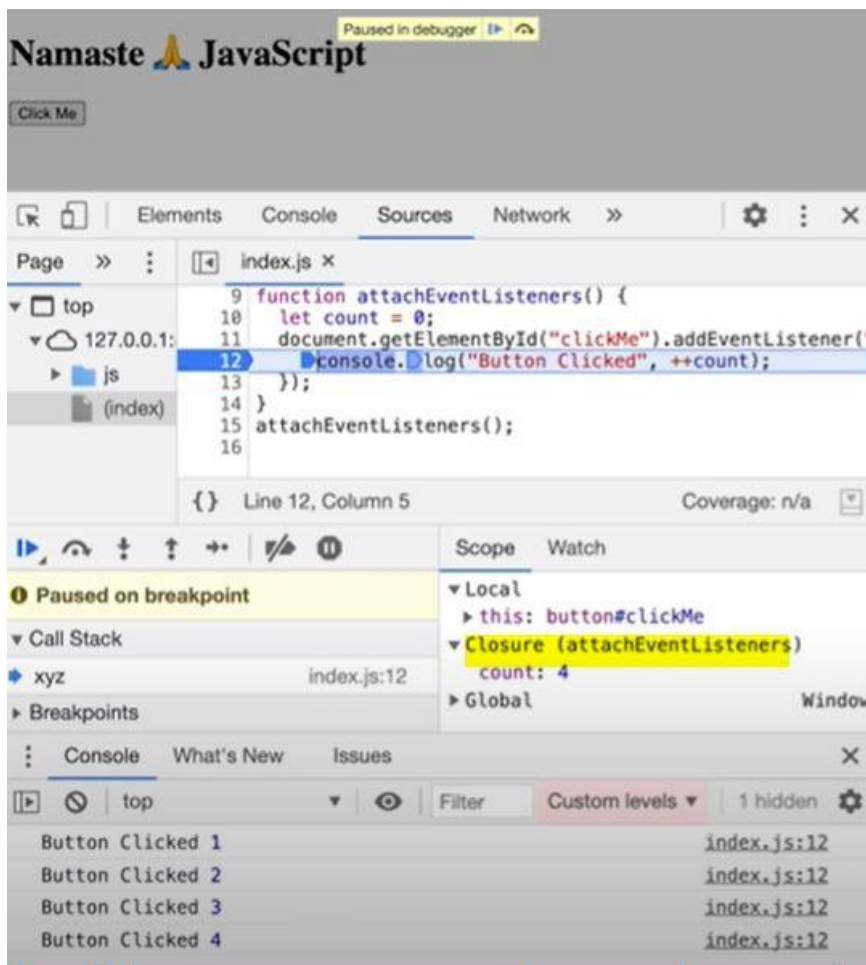 Paused in debugger
Namaste 🙏 JavaScript
Click Me
Elements Console Sources Network »
Page » index.js ×
top
127.0.0.1:
js
(index)
9 function attachEventListeners() {
10 let count = 0;
11 document.getElementById("clickMe").addEventListener(
12 console.log("Button Clicked", ++count);
13 });
14 }
15 attachEventListeners();
16
{} Line 12, Column 5 Coverage: n/a
Scope Watch
Paused on breakpoint
Call Stack
xyz index.js:12
Breakpoints
Local
this: button#clickMe
Closure (attachEventListeners)
count: 4
Global Window
Console What's New Issues
top Filter Custom levels ▼ 1 hidden
Button Clicked 1 index.js:12
Button Clicked 2 index.js:12
Button Clicked 3 index.js:12
Button Clicked 4 index.js:12